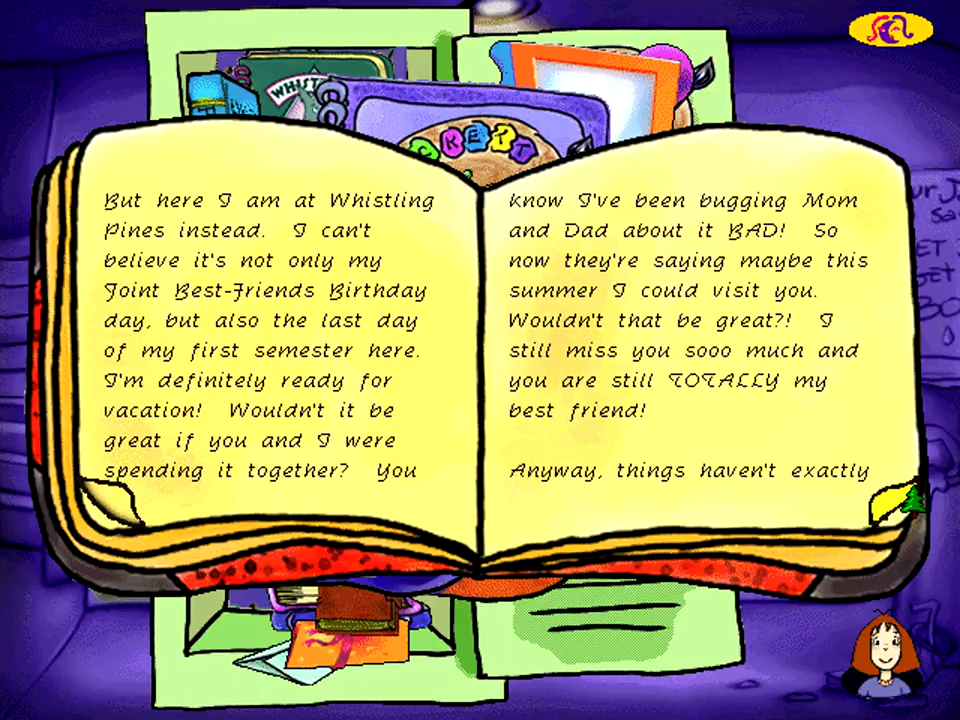 But here I am at Whistling
Pines instead. I can't
believe it's not only my
Joint Best-Friends Birthday
day, but also the last day
of my first semester here.
I'm definitely ready for
vacation! Wouldn't it be
great if you and I were
spending it together? You
know I've been bugging Mom
and Dad about it BAD! So
now they're saying maybe this
summer I could visit you.
Wouldn't that be great?! I
still miss you sooo much and
you are still TOTALLY my
best friend!
Anyway, things haven't exactly
WHIST
CKETT